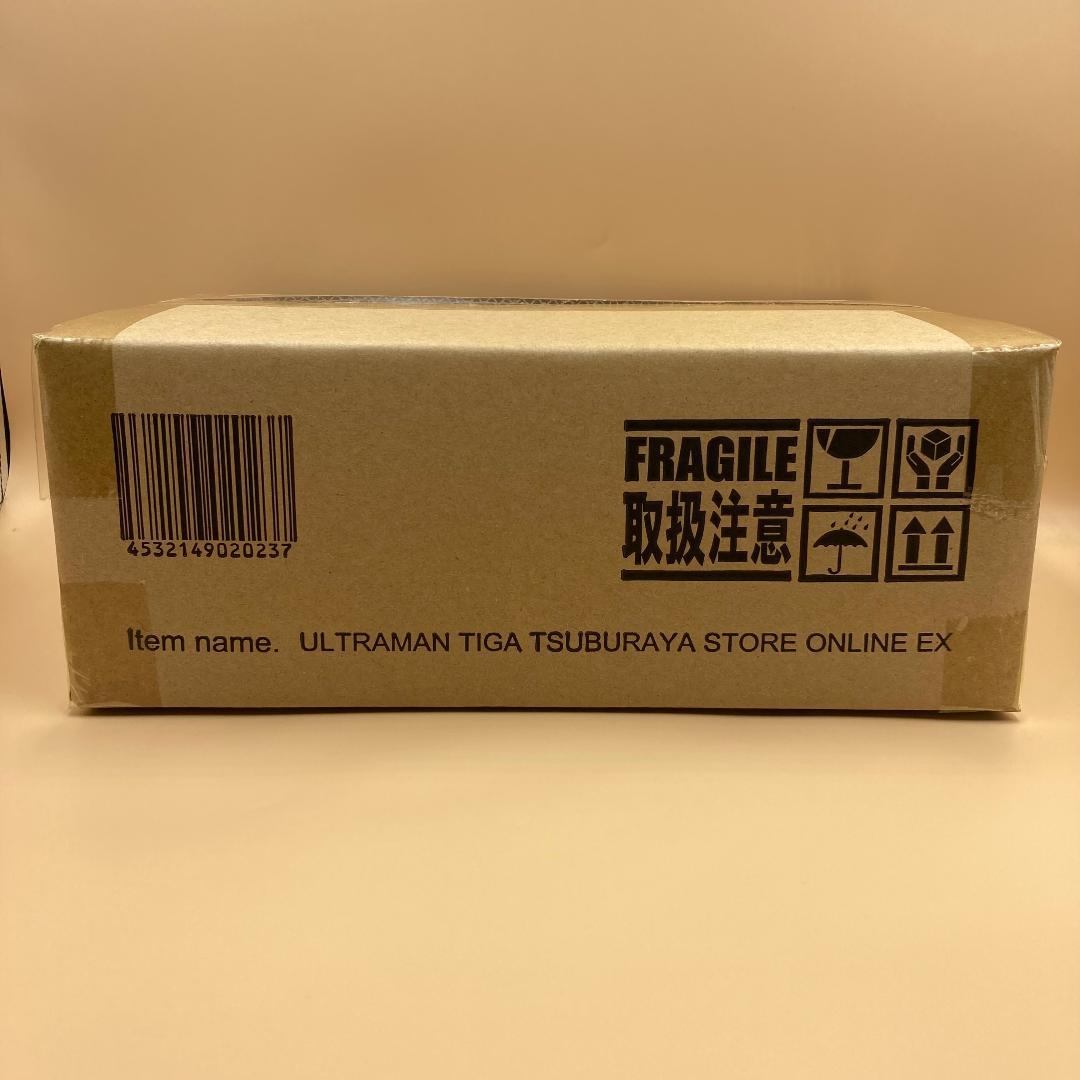 4532149020237
FRAGILE
取扱注意
Item name. ULTRAMAN TIGA TSUBURAYA STORE ONLINE EX